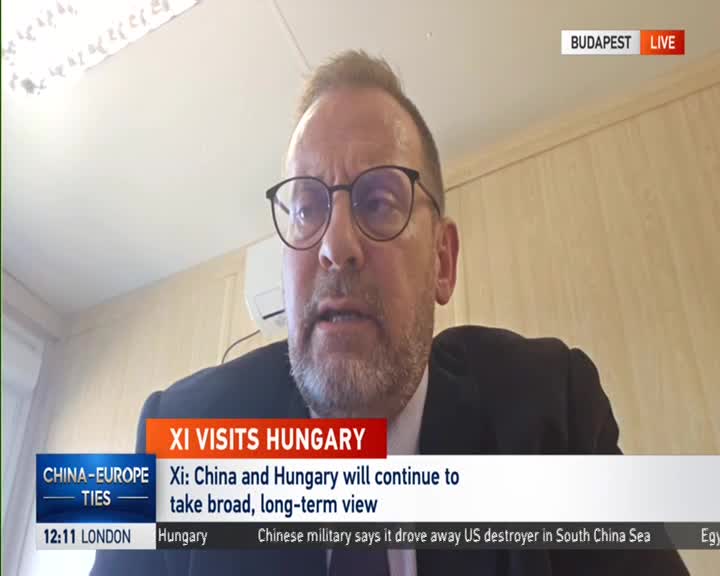 BUDAPEST LIVE
XI VISITS HUNGARY
CHINA-EUROPE
TIES
Xi: China and Hungary will continue to
take broad, long-term view
12:11 LONDON
Hungary Chinese military says it drove away US destroyer in South China Sea Egy